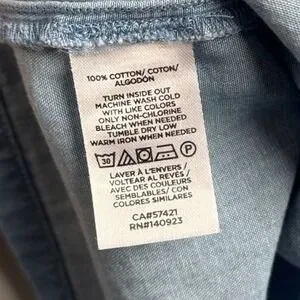 100% COTTON/ COTON/
ALGODÓN
TURN INSIDE OUT
MACHINE WASH COLD
WITH LIKE COLORS
ONLY NON-CHLORINE
BLEACH WHEN NEEDED
TUMBLE DRY LOW
WARM IRON WHEN NEEDED
30 P
LAVER À L'ENVERS /
VOLTEAR AL REVÉS /
AVEC DES COULEURS
SEMBLABLES/ CON
COLORES SIMILARES
CA#57421
RN#140923